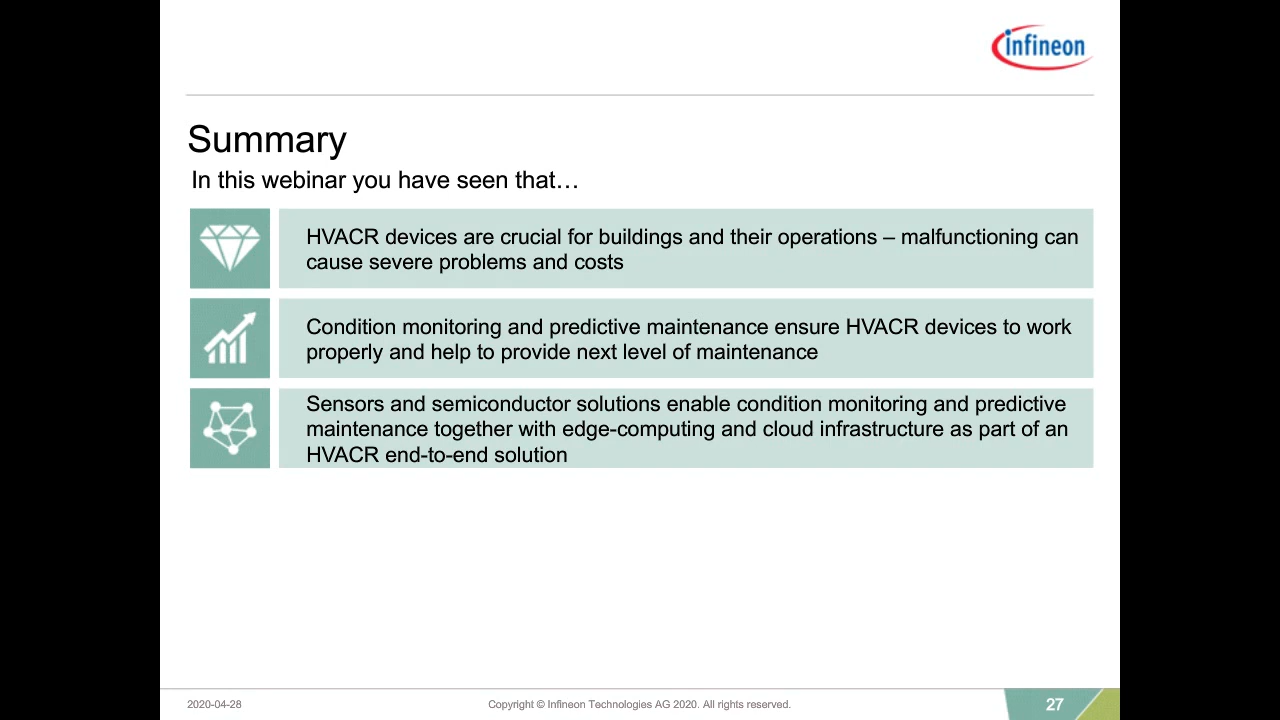 infineon
Summary
In this webinar you have seen that…
HVACR devices are crucial for buildings and their operations – malfunctioning can
cause severe problems and costs
Condition monitoring and predictive maintenance ensure HVACR devices to work
properly and help to provide next level of maintenance
Sensors and semiconductor solutions enable condition monitoring and predictive
maintenance together with edge-computing and cloud infrastructure as part of an
HVACR end-to-end solution
2020-04-28
Copyright © Infineon Technologies AG 2020. All rights reserved.
27